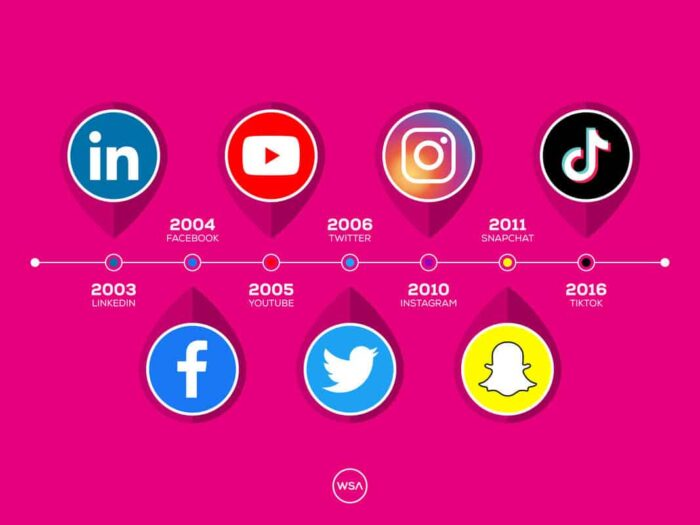 in
2004
FACEBOOK
2006
TWITTER
2011
SNAPCHAT
2003
LINKEDIN
2005
YOUTUBE
2010
INSTAGRAM
2016
TIKTOK
f
WSA